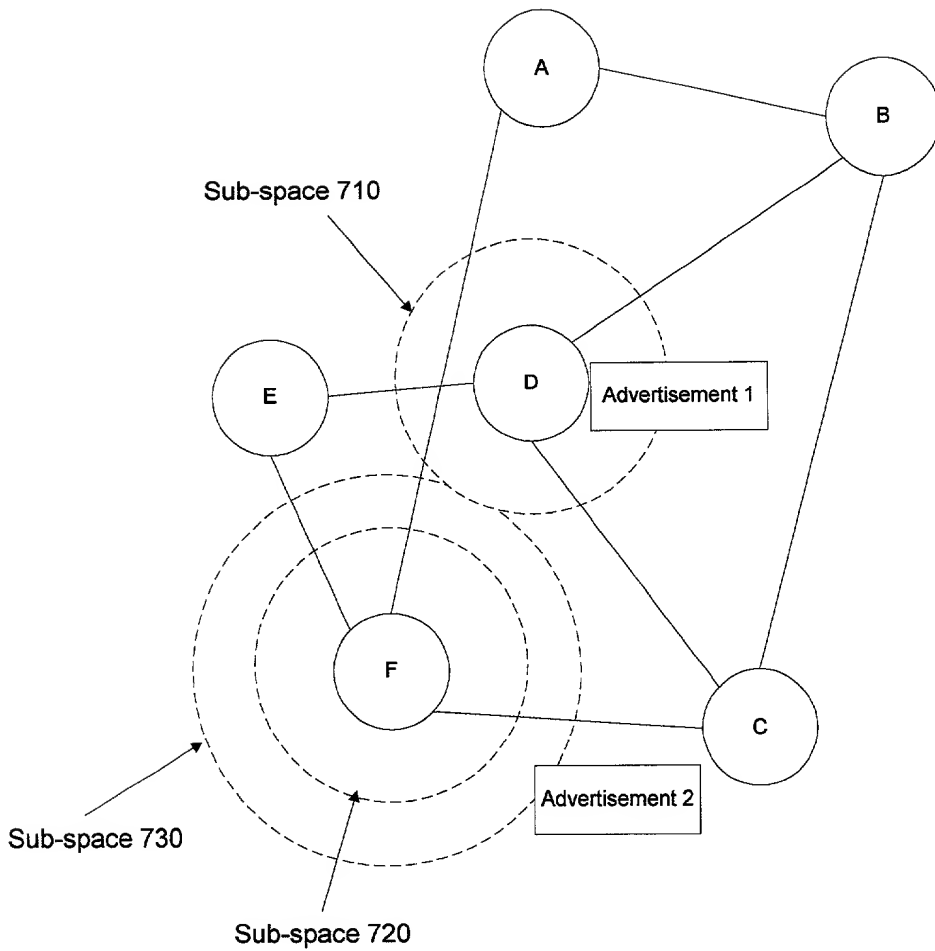 A
B
Sub-space 710
E
D
Advertisement 1
F
C
Advertisement 2
Sub-space 730
Sub-space 720